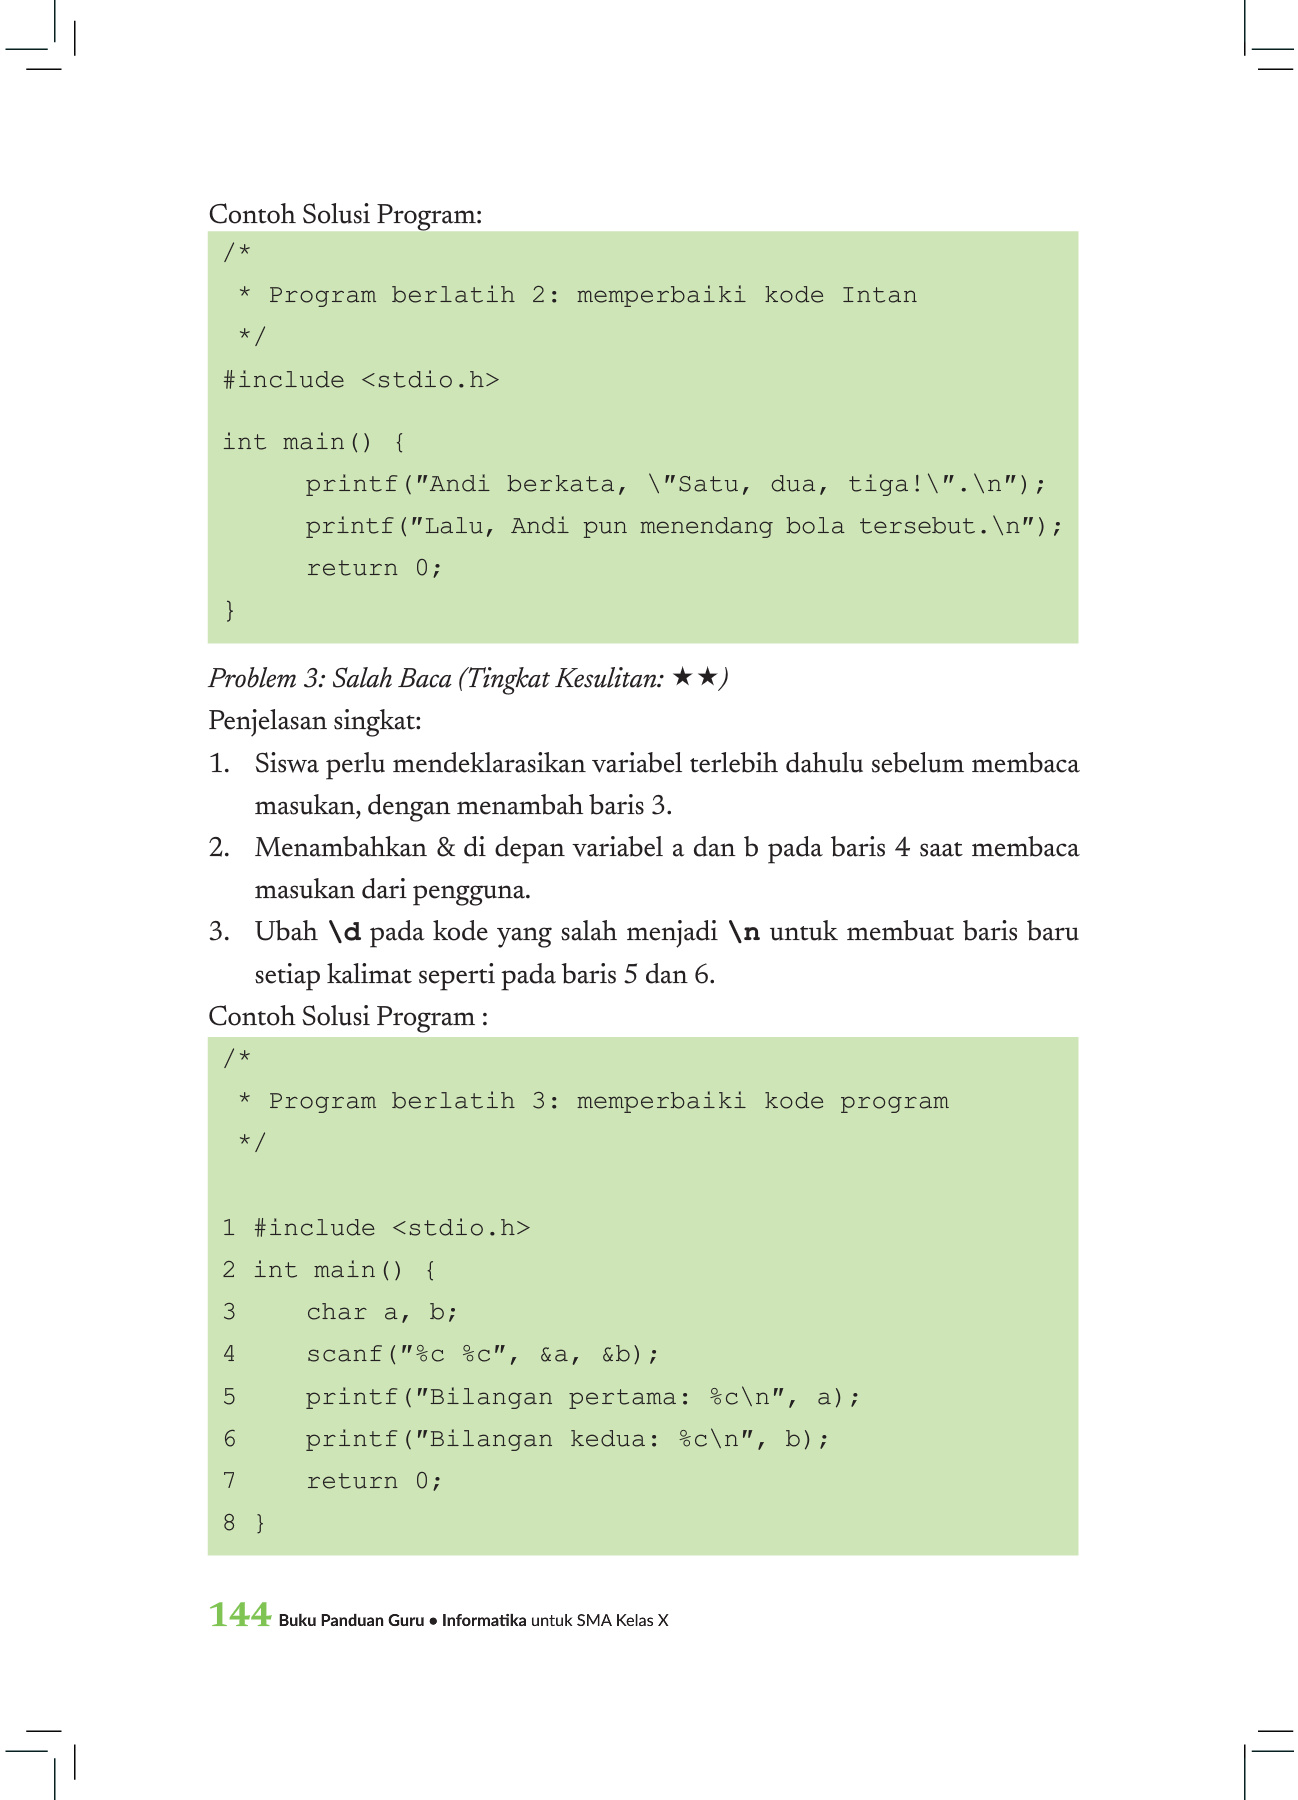 Contoh Solusi Program:
/*
 * Program berlatih 2: memperbaiki kode Intan
 */
#include <stdio.h>
int main() {
printf("Andi berkata, \"Satu, dua, tiga!\".\n");
printf("Lalu, Andi pun menendang bola tersebut.\n");
return 0;
}
Problem 3: Salah Baca (Tingkat Kesulitan: ★★)
Penjelasan singkat:
1. Siswa perlu mendeklarasikan variabel terlebih dahulu sebelum membaca
masukan, dengan menambah baris 3.
2. Menambahkan & di depan variabel a dan b pada baris 4 saat membaca
masukan dari pengguna.
3. Ubah \d pada kode yang salah menjadi \n untuk membuat baris baru
setiap kalimat seperti pada baris 5 dan 6.
Contoh Solusi Program :
/*
 * Program berlatih 3: memperbaiki kode program
 */
1 #include <stdio.h>
2 int main() {
3 char a, b;
4 scanf("%c %c", &a, &b);
5 printf("Bilangan pertama: %c\n", a);
6 printf("Bilangan kedua: %c\n", b);
7 return 0;
8 }
144 Buku Panduan Guru • Informatika untuk SMA Kelas X